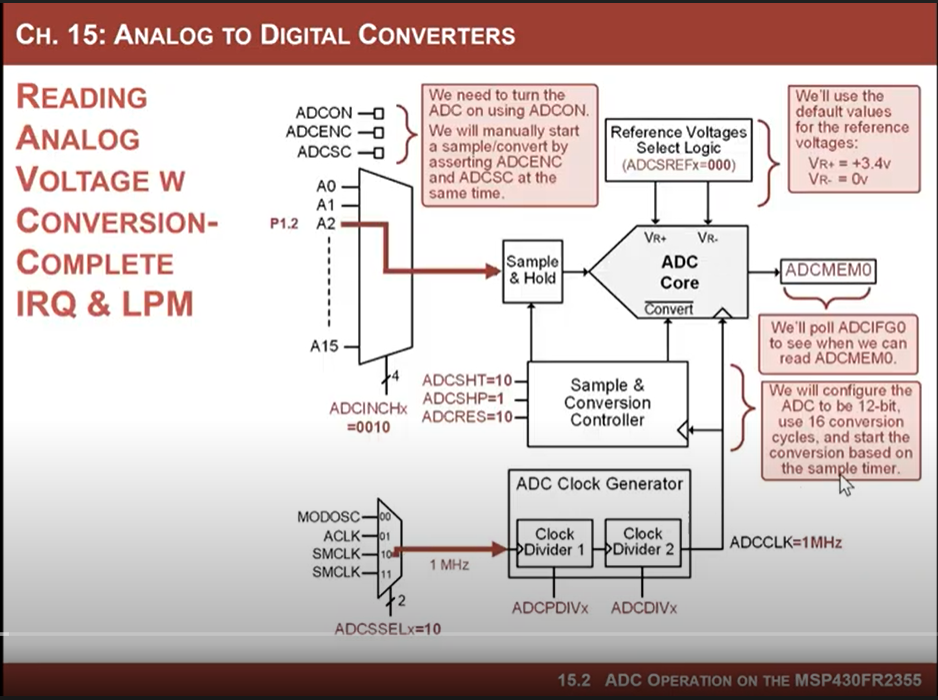 CH. 15: ANALOG TO DIGITAL CONVERTERS
READING
ANALOG
VOLTAGE W
CONVERSION-
COMPLETE
IRQ & LPM
ADCON
ADCENC
ADCSC
We need to turn the
ADC on using ADCON.
We will manually start
a sample/convert by
asserting ADCENC
and ADCSC at the
same time.
Reference Voltages
Select Logic
(ADCSREFx=000)
We'll use the
default values
for the reference
voltages:
VR+ = +3.4v
VR- = 0v
A0
A1
P1.2 A2
A15
4
ADCINCHx
=0010
Sample
& Hold
VR+ VR-
ADC
Core
Convert
ADCMEM0
We'll poll ADCIFG0
to see when we can
read ADCMEM0.
ADCSHT=10
ADCSHP=1
ADCRES=10
Sample &
Conversion
Controller
We will configure the
ADC to be 12-bit,
use 16 conversion
cycles, and start the
conversion based on
the sample timer.
MODOSC 00
ACLK 01
SMCLK 10
SMCLK 11
2
ADCSSELx=10
1 MHz
ADC Clock Generator
Clock
Divider 1
Clock
Divider 2
ADCPDIVx
ADCDIVx
ADCCLK=1MHz
15.2 ADC OPERATION ON THE MSP430FR2355